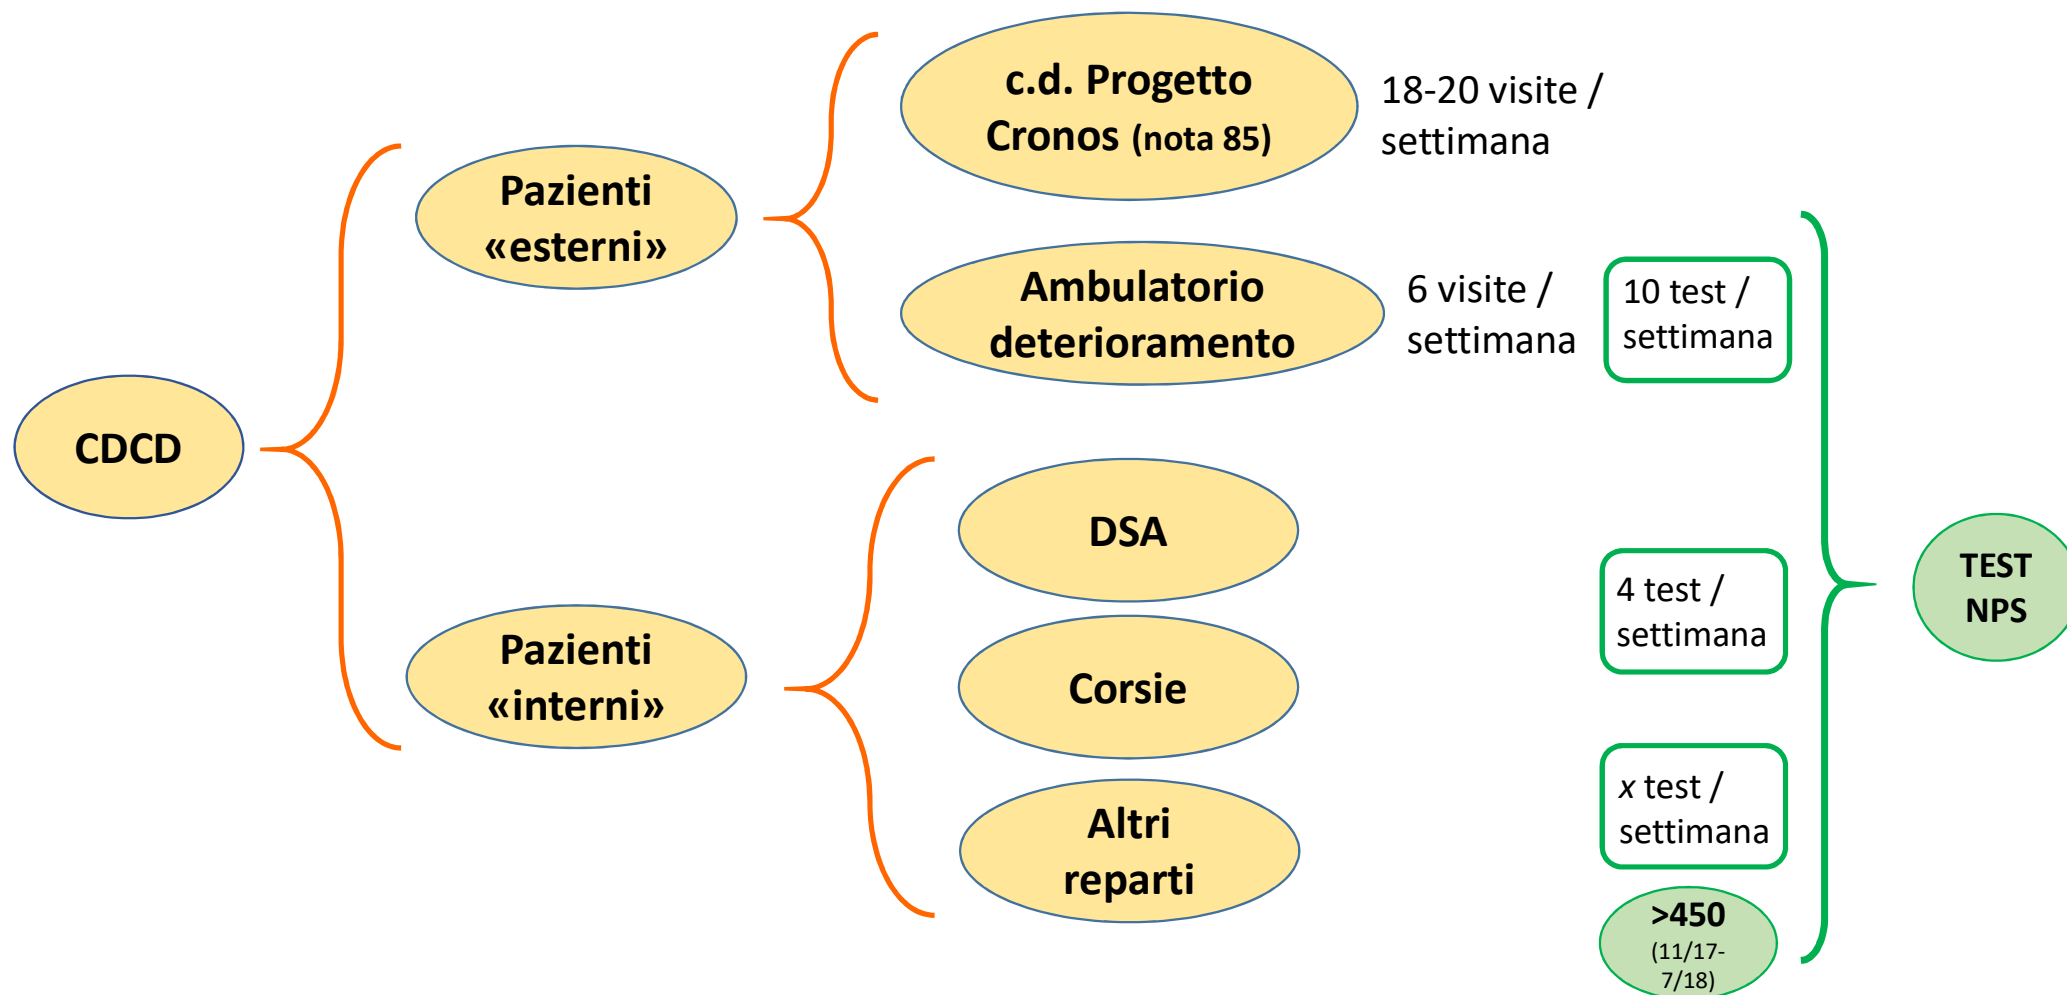 c.d. Progetto
Cronos (nota 85)
18-20 visite /
settimana
Pazienti
«esterni»
Ambulatorio
deterioramento
6 visite /
settimana
10 test /
settimana
CDCD
DSA
4 test /
settimana
TEST
NPS
Pazienti
«interni»
Corsie
x test /
settimana
Altri
reparti
>450
(11/17-
7/18)